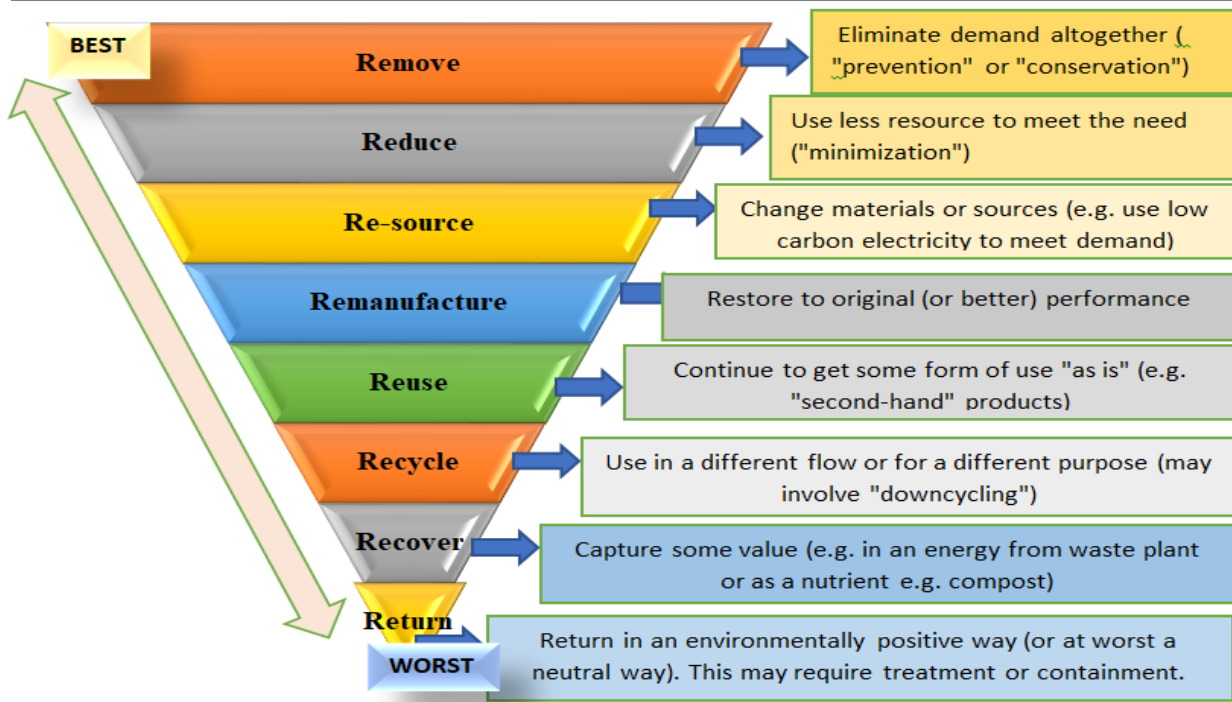 BEST
Remove
Eliminate demand altogether (
"prevention" or "conservation")
Reduce
Use less resource to meet the need
("minimization")
Re-source
Change materials or sources (e.g. use low
carbon electricity to meet demand)
Remanufacture
Restore to original (or better) performance
Reuse
Continue to get some form of use "as is" (e.g.
"second-hand" products)
Recycle
Use in a different flow or for a different purpose (may
involve "downcycling")
Recover
Capture some value (e.g. in an energy from waste plant
or as a nutrient e.g. compost)
Return
WORST
Return in an environmentally positive way (or at worst a
neutral way). This may require treatment or containment.